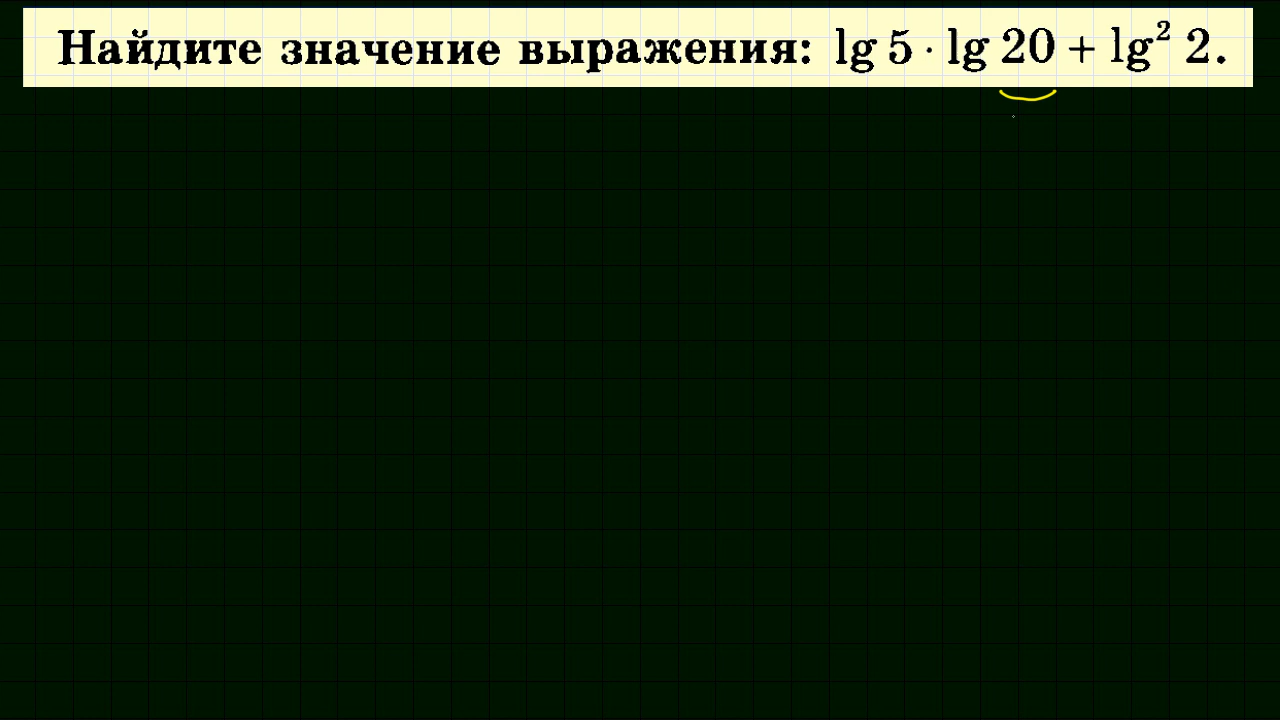 Найдите значение выражения: lg 5 · lg 20 + lg² 2.